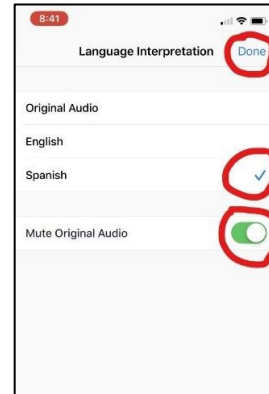 8:41
Language Interpretation Done
Original Audio
English
Spanish
Mute Original Audio